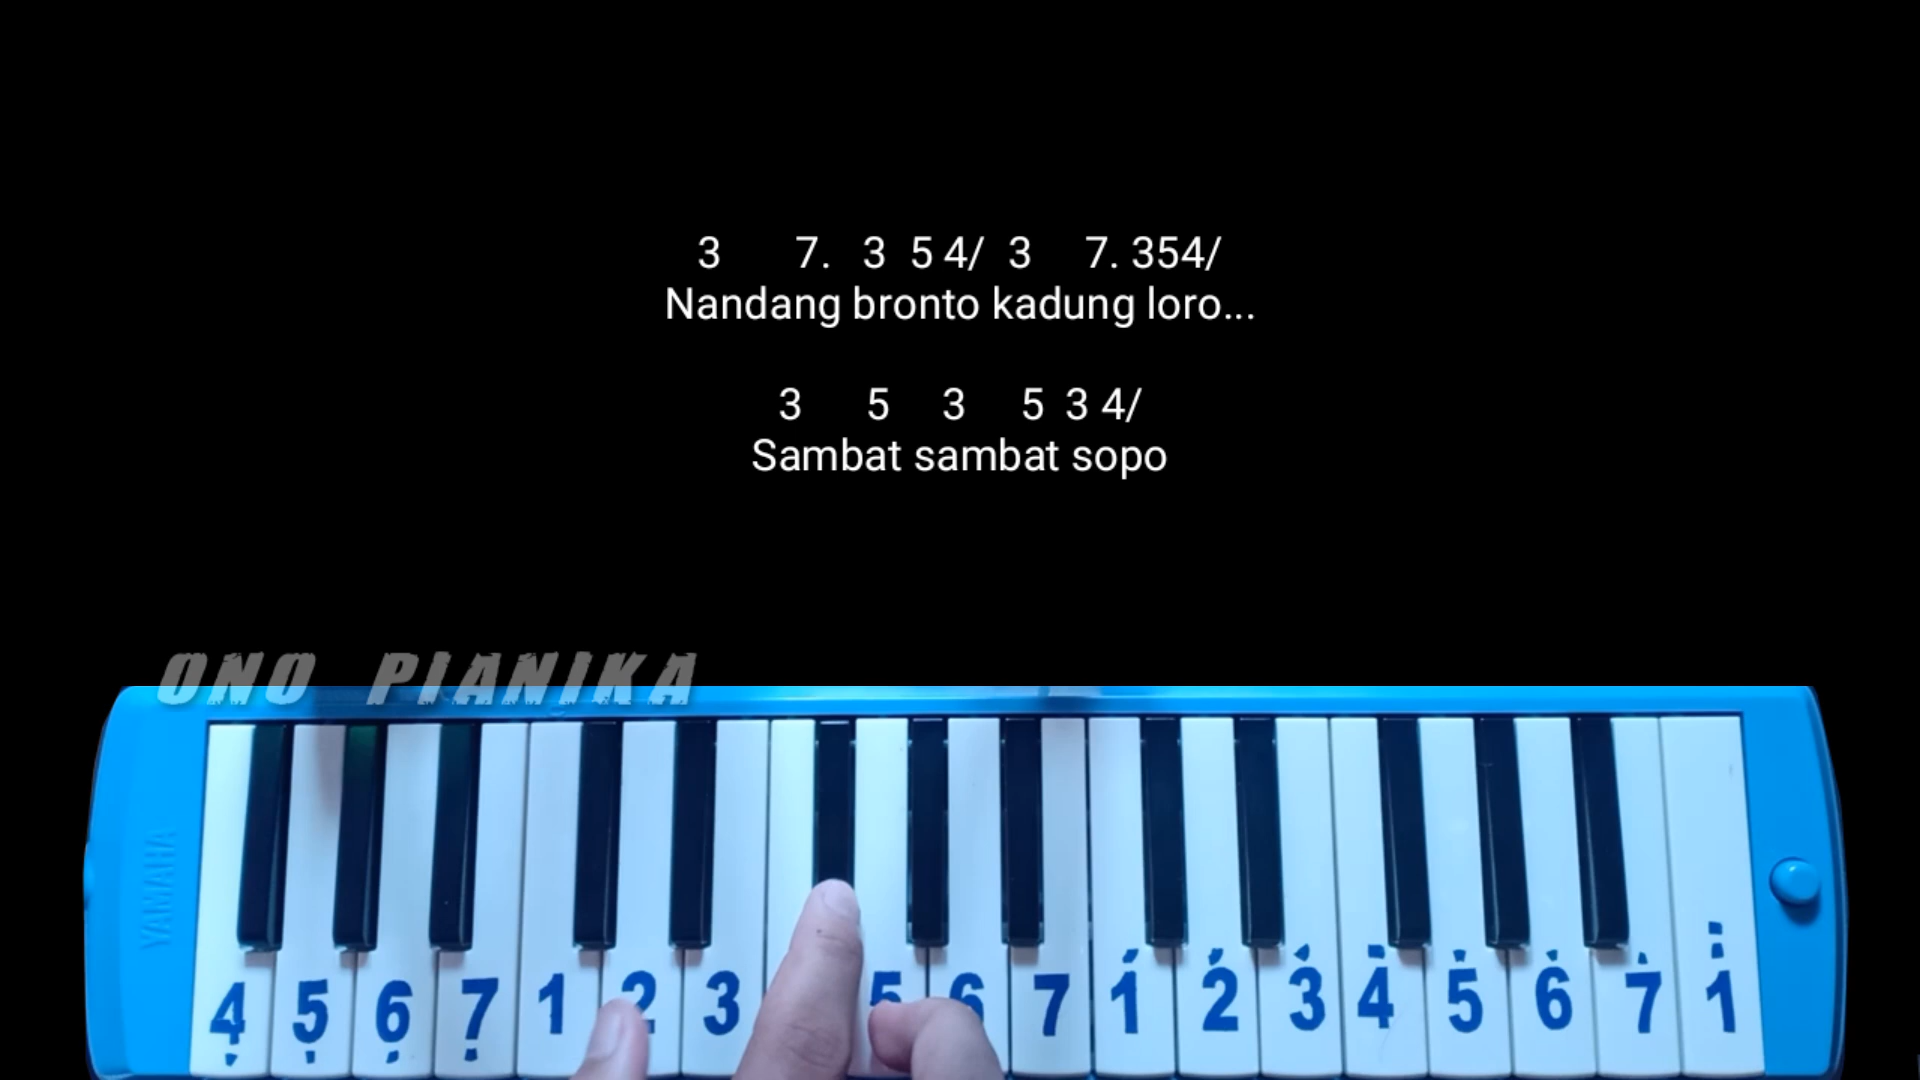 3 7. 3 5 4/ 3 7. 354/
Nandang bronto kadung loro...
3 5 3 5 3 4/
Sambat sambat sopo
ONO PIANIKA
YAMAHA
4 5 6 7 1 2 3 5 6 7 1 2 3 4 5 6 7 1